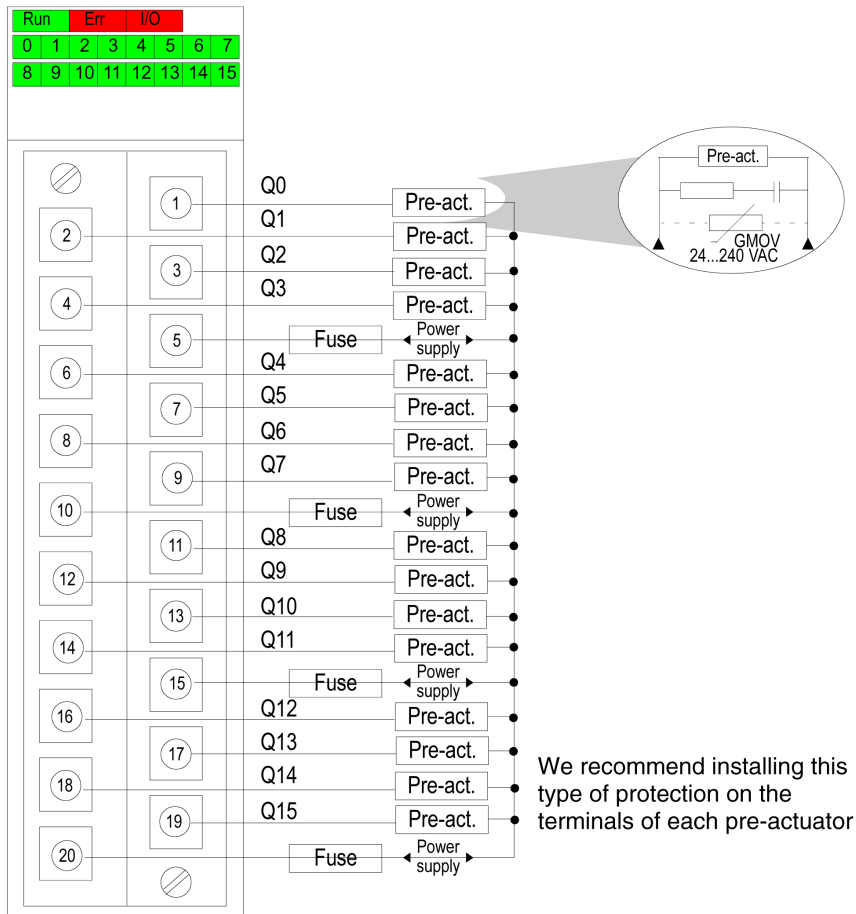 Run Err I/O
0 1 2 3 4 5 6 7
8 9 10 11 12 13 14 15
Pre-act.
GMOV
24...240 VAC
1 Q0 Pre-act.
2 Q1 Pre-act.
3 Q2 Pre-act.
4 Q3 Pre-act.
5 Fuse Power
supply
6 Q4 Pre-act.
7 Q5 Pre-act.
8 Q6 Pre-act.
9 Q7 Pre-act.
10 Fuse Power
supply
11 Q8 Pre-act.
12 Q9 Pre-act.
13 Q10 Pre-act.
14 Q11 Pre-act.
15 Fuse Power
supply
16 Q12 Pre-act.
17 Q13 Pre-act.
18 Q14 Pre-act.
19 Q15 Pre-act.
20 Fuse Power
supply
We recommend installing this
type of protection on the
terminals of each pre-actuator